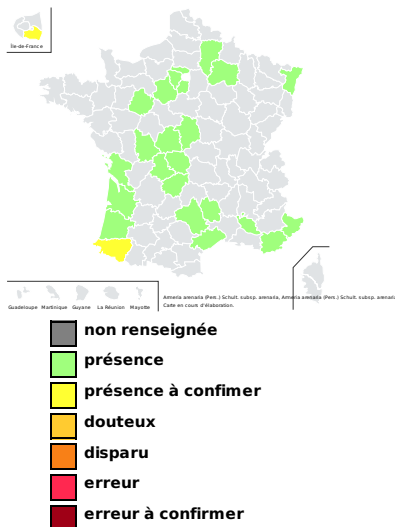 Île-de-France
Guadeloupe Martinique Guyane La Réunion Mayotte
Armeria arenaria (Pers.) Schult. subsp. arenaria, Armeria arenaria (Pers.) Schult. subsp. arenaria
Carte en cours d'élaboration.
non renseignée
présence
présence à confimer
douteux
disparu
erreur
erreur à confirmer